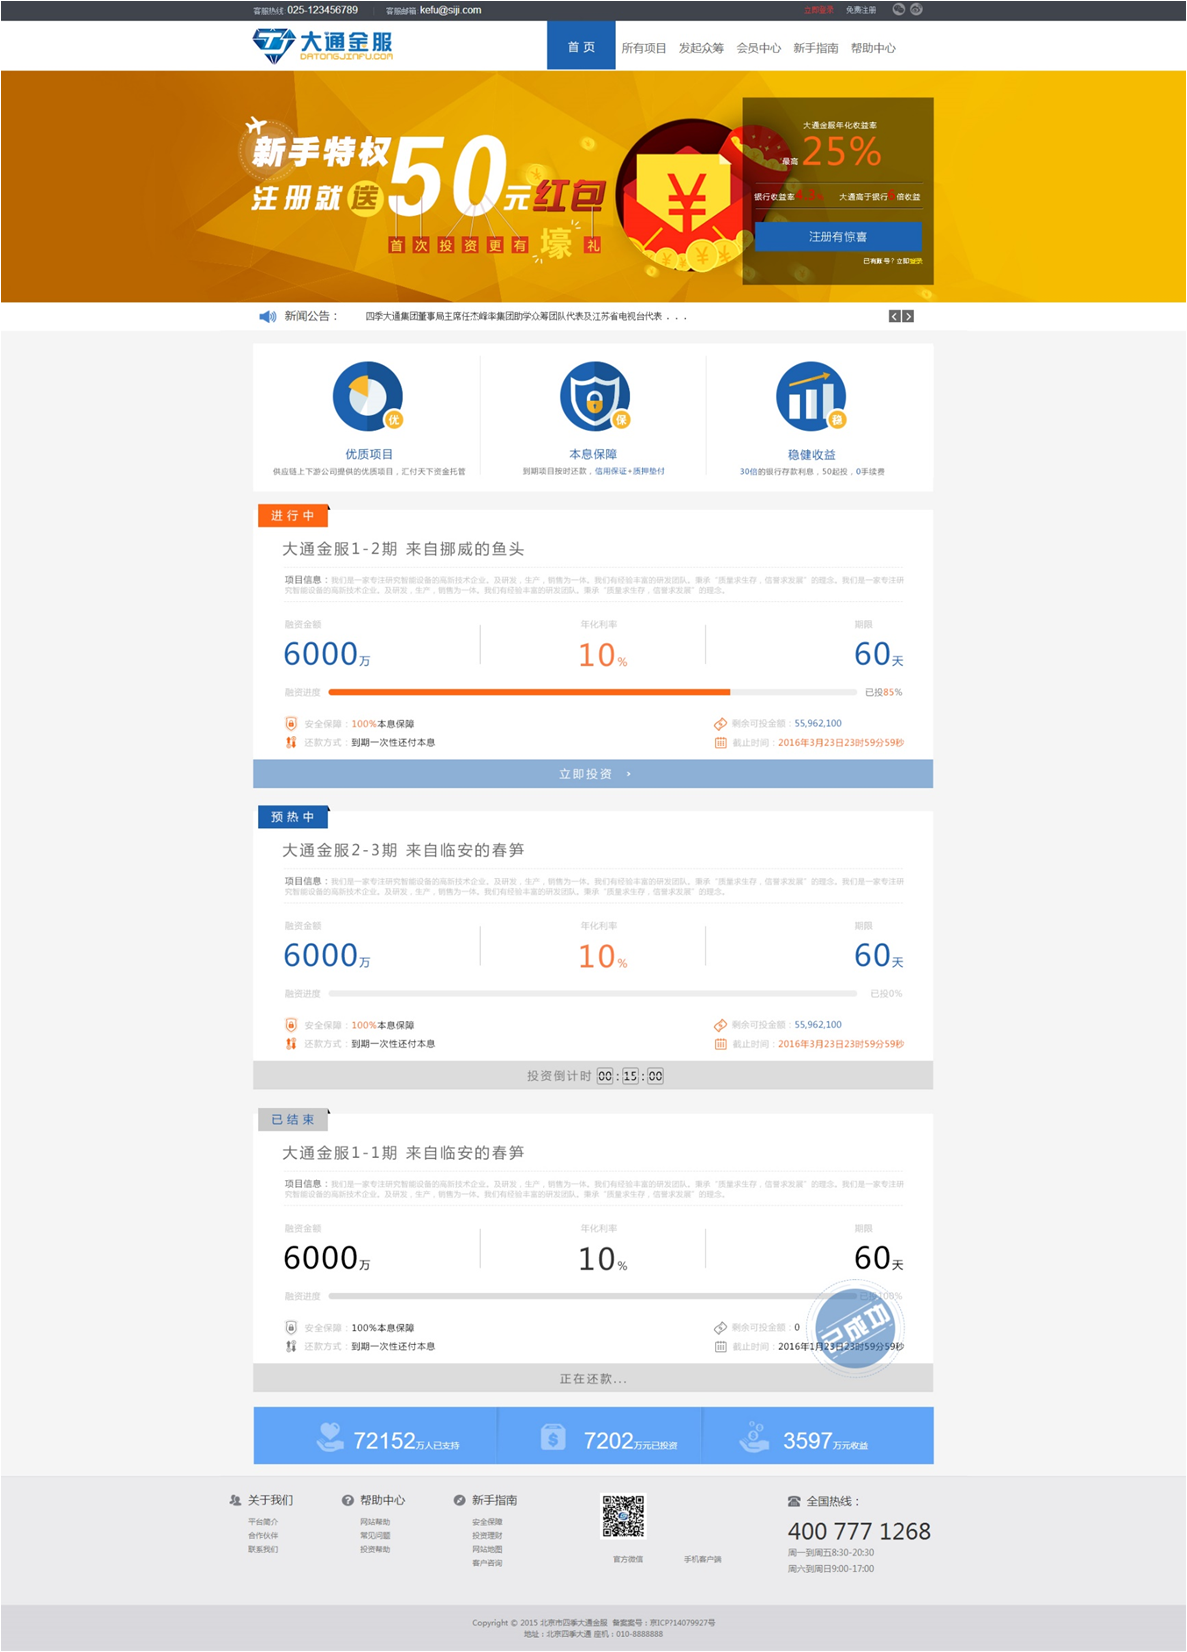 客服热线: 025-123456789 客服邮箱: kefu@siji.com 立即登录 免费注册
大通金服
DATONGJINFU.COM
首 页 所有项目 发起众筹 会员中心 新手指南 帮助中心
新手特权
注册就送50元红包
首次投资更有壕礼
大通金服年化收益率
最高 25%
银行收益率4.3% 大通高于银行6倍收益
注册有惊喜
已有账号？立即登录
新闻公告： 四季大通集团董事局主席任杰峰率集团助学众筹团队代表及江苏省电视台代表 . . .
优 保 稳
优质项目 本息保障 稳健收益
供应链上下游公司提供的优质项目，汇付天下资金托管 到期项目按时还款，信用保证+质押垫付 30倍的银行存款利息，50起投，0手续费
进行中
大通金服1-2期 来自挪威的鱼头
项目信息：我们是一家专注研究智能设备的高新技术企业。及研发，生产，销售为一体。我们有经验丰富的研发团队。秉承“质量求生存，信誉求发展”的理念。我们是一家专注研
究智能设备的高新技术企业。及研发，生产，销售为一体。我们有经验丰富的研发团队。秉承“质量求生存，信誉求发展”的理念。
融资金额 年化利率 期限
6000万 10% 60天
融资进度 已投85%
安全保障：100%本息保障 剩余可投金额：55,962,100
还款方式：到期一次性还付本息 截止时间：2016年3月23日23时59分59秒
立即投资
预热中
大通金服2-3期 来自临安的春笋
项目信息：我们是一家专注研究智能设备的高新技术企业。及研发，生产，销售为一体。我们有经验丰富的研发团队。秉承“质量求生存，信誉求发展”的理念。我们是一家专注研
究智能设备的高新技术企业。及研发，生产，销售为一体。我们有经验丰富的研发团队。秉承“质量求生存，信誉求发展”的理念。
融资金额 年化利率 期限
6000万 10% 60天
融资进度 已投0%
安全保障：100%本息保障 剩余可投金额：55,962,100
还款方式：到期一次性还付本息 截止时间：2016年3月23日23时59分59秒
投资倒计时 00 : 15 : 00
已结束
大通金服1-1期 来自临安的春笋
项目信息：我们是一家专注研究智能设备的高新技术企业。及研发，生产，销售为一体。我们有经验丰富的研发团队。秉承“质量求生存，信誉求发展”的理念。我们是一家专注研
究智能设备的高新技术企业。及研发，生产，销售为一体。我们有经验丰富的研发团队。秉承“质量求生存，信誉求发展”的理念。
融资金额 年化利率 期限
6000万 10% 60天
融资进度 已投100%
安全保障：100%本息保障 剩余可投金额：0
还款方式：到期一次性还付本息 截止时间：2016年1月23日23时59分59秒
已成功
正在还款...
72152万人已支持 7202万元已投资 3597万元收益
关于我们 帮助中心 新手指南 全国热线：
平台简介 网站帮助 安全保障
合作伙伴 常见问题 投资理财 400 777 1268
联系我们 投资帮助 网站地图 周一到周五8:30-20:30
客户咨询 官方微信 手机客户端 周六到周日9:00-17:00
Copyright © 2015 北京市四季大通金服 备案案号：京ICP?14079927号
地址：北京四季大通 座机：010-8888888